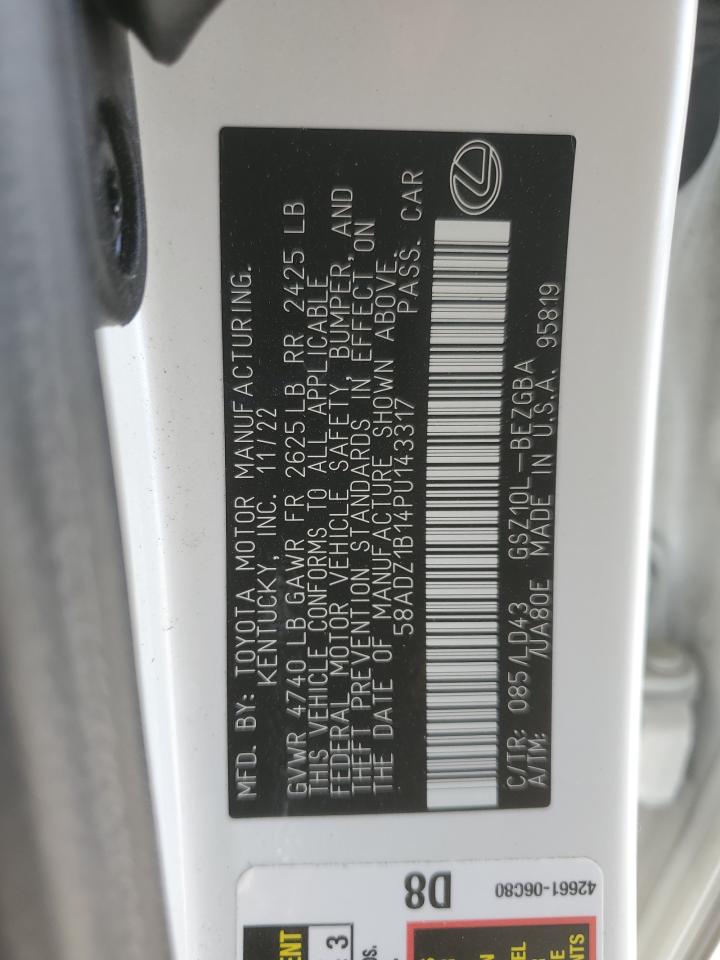 MFD. BY: TOYOTA MOTOR MANUFACTURING.
KENTUCKY, INC. 11/22
GVWR 4740 LB GAWR FR 2625 LB RR 2425 LB
THIS VEHICLE CONFORMS TO ALL APPLICABLE
FEDERAL MOTOR VEHICLE SAFETY, BUMPER, AND
THEFT PREVENTION STANDARDS IN EFFECT ON
THE DATE OF MANUFACTURE SHOWN ABOVE.
58ADZ1B14PU143317 PASS. CAR
C/TR: 085/LD43 GSZ10L-BEZGBA
A/TM: /UA80E MADE IN U.S.A. 95819
D8
42661-06C80
3